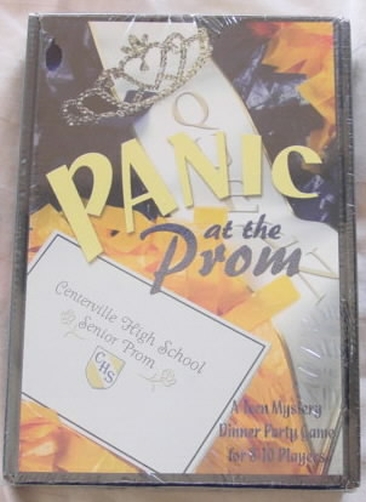 QUEEN
PANIC
at the
Prom
Centerville High School
Senior Prom
CHS
A Teen Mystery
Dinner Party Game
for 8-10 Players